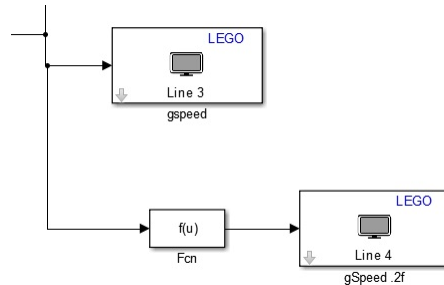 LEGO
Line 3
gspeed
f(u)
Fcn
LEGO
Line 4
gSpeed .2f